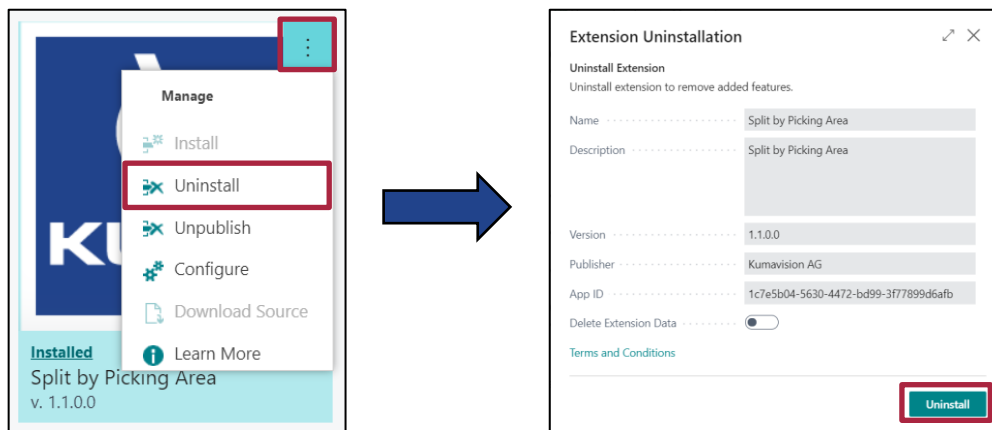 ⋮
Manage
Install
Uninstall
Unpublish
Configure
Download Source
Learn More
KU
Installed
Split by Picking Area
v. 1.1.0.0
Extension Uninstallation
Uninstall Extension
Uninstall extension to remove added features.
Name Split by Picking Area
Description Split by Picking Area
Version 1.1.0.0
Publisher Kumavision AG
App ID 1c7e5b04-5630-4472-bd99-3f77899d6afb
Delete Extension Data
Terms and Conditions
Uninstall